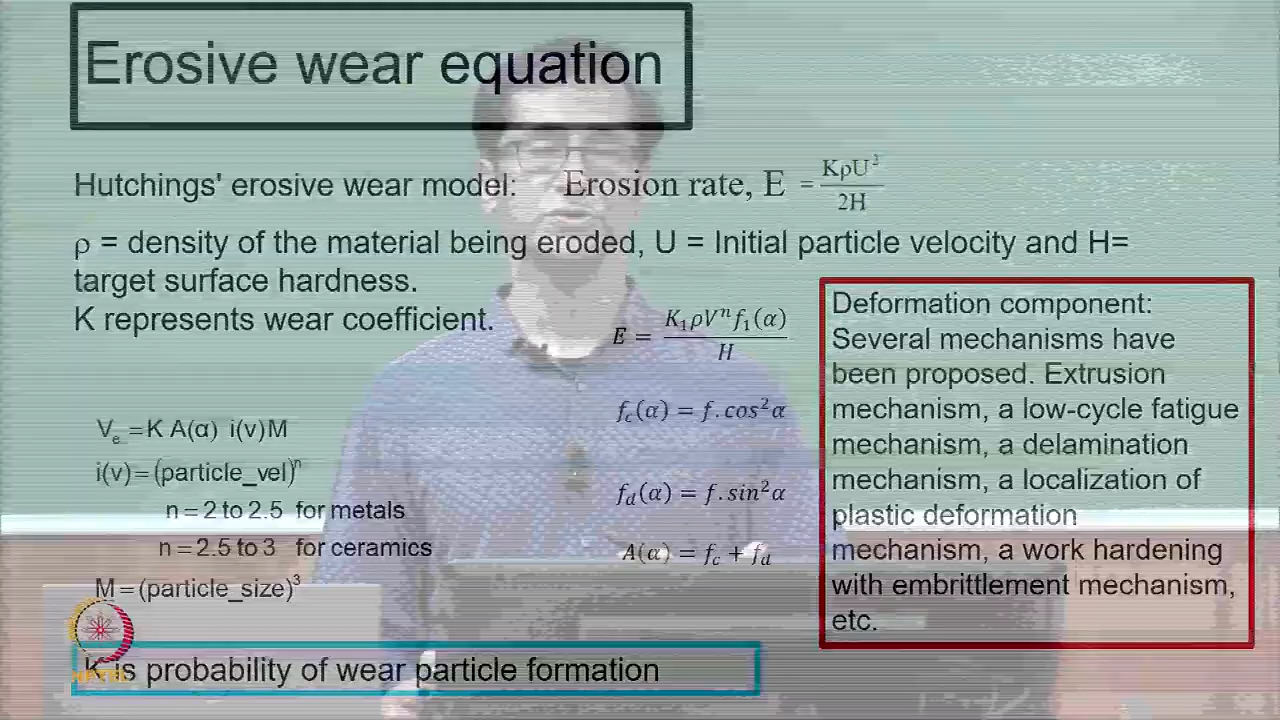 Erosive wear equation
Hutchings' erosive wear model: Erosion rate, E = KρU²/2H
ρ = density of the material being eroded, U = Initial particle velocity and H=
target surface hardness.
K represents wear coefficient.
E = K₁ρVⁿf₁(α)/H
f_c(α) = f.cos²α
f_d(α) = f.sin²α
A(α) = f_c + f_d
V_e =K A(α) i(v)M
i(v)=(particle_vel)ⁿ
n=2 to 2.5 for metals
n=2.5 to 3 for ceramics
M=(particle_size)³
Deformation component:
Several mechanisms have
been proposed. Extrusion
mechanism, a low-cycle fatigue
mechanism, a delamination
mechanism, a localization of
plastic deformation
mechanism, a work hardening
with embrittlement mechanism,
etc.
K is probability of wear particle formation
NPTEL